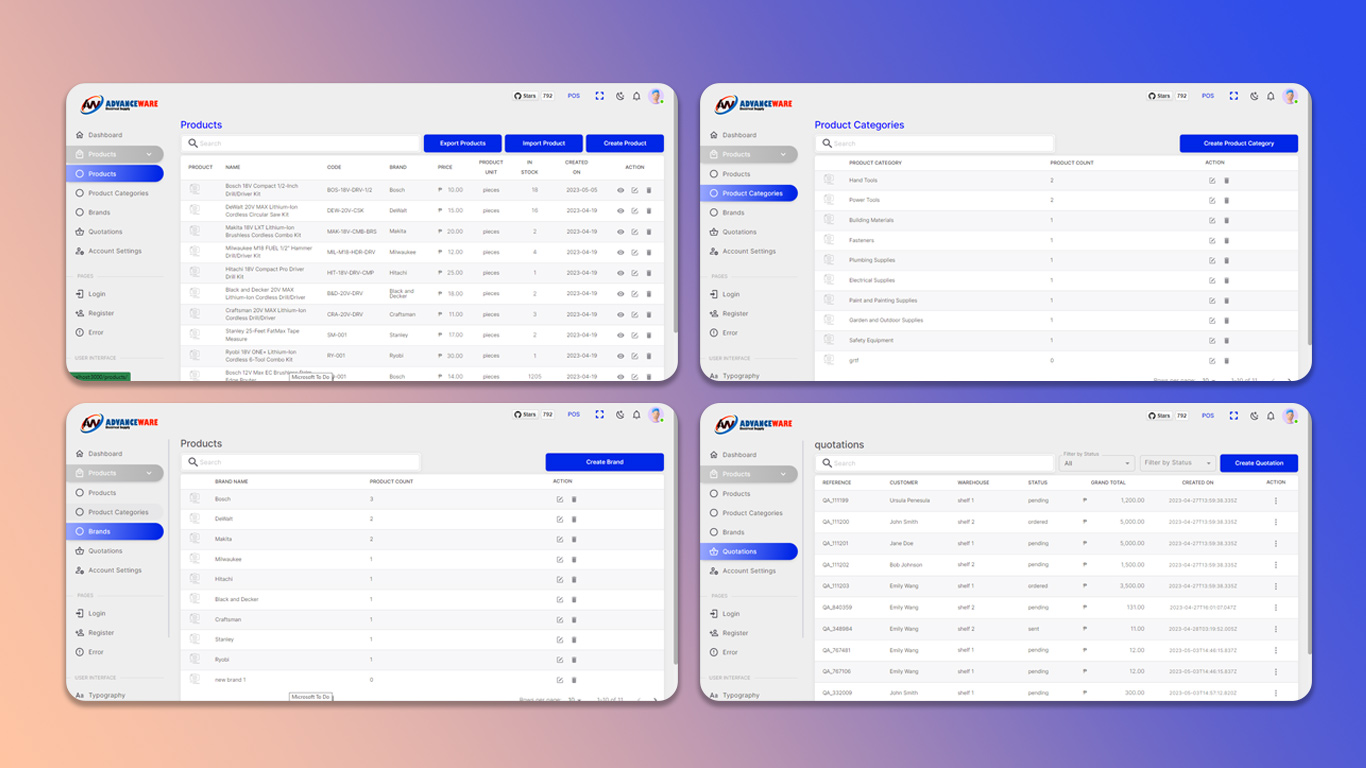 AW ADVANCEWARE
Electrical Supply
Stars 792 POS
Dashboard
Products
Products
Product Categories
Brands
Quotations
Account Settings
PAGES
Login
Register
Error
USER INTERFACE
Products
Search
Export Products Import Product Create Product
PRODUCT NAME CODE BRAND PRICE PRODUCT UNIT IN STOCK CREATED ON ACTION
Bosch 18V Compact 1/2-Inch
Drill/Driver Kit
BOS-18V-DRV-1/2 Bosch ₱ 10.00 pieces 18 2023-05-05
DeWalt 20V MAX Lithium-Ion
Cordless Circular Saw Kit
DEW-20V-CSK DeWalt ₱ 15.00 pieces 16 2023-04-19
Makita 18V LXT Lithium-Ion
Brushless Cordless Combo Kit
MAK-18V-CMB-BRS Makita ₱ 20.00 pieces 2 2023-04-19
Milwaukee M18 FUEL 1/2" Hammer
Drill/Driver Kit
MIL-M18-HDR-DRV Milwaukee ₱ 12.00 pieces 4 2023-04-19
Hitachi 18V Compact Pro Driver
Drill Kit
HIT-18V-DRV-CMP Hitachi ₱ 25.00 pieces 1 2023-04-19
Black and Decker 20V MAX
Lithium-Ion Cordless Drill/Driver
B&D-20V-DRV Black and Decker ₱ 18.00 pieces 2 2023-04-19
Craftsman 20V MAX Lithium-Ion
Cordless Drill/Driver
CRA-20V-DRV Craftsman ₱ 11.00 pieces 3 2023-04-19
Stanley 25-Feet FatMax Tape
Measure
SM-001 Stanley ₱ 17.00 pieces 2 2023-04-19
Ryobi 18V ONE+ Lithium-Ion
Cordless 6-Tool Combo Kit
RY-001 Ryobi ₱ 30.00 pieces 1 2023-04-19
Bosch 12V Max EC Brushless
-001 Bosch ₱ 14.00 pieces 1205 2023-04-19
Microsoft To Do
:3000/products
AW ADVANCEWARE
Electrical Supply
Stars 792 POS
Dashboard
Products
Products
Product Categories
Brands
Quotations
Account Settings
PAGES
Login
Register
Error
USER INTERFACE
Aa Typography
Product Categories
Search
Create Product Category
PRODUCT CATEGORY PRODUCT COUNT ACTION
Hand Tools 2
Power Tools 2
Building Materials 1
Fasteners 1
Plumbing Supplies 1
Electrical Supplies 1
Paint and Painting Supplies 1
Garden and Outdoor Supplies 1
Safety Equipment 1
grtf 0
Rows per page: 10 1-10 of 11
AW ADVANCEWARE
Electrical Supply
Stars 792 POS
Dashboard
Products
Products
Product Categories
Brands
Quotations
Account Settings
PAGES
Login
Register
Error
USER INTERFACE
Aa Typography
Products
Search
Create Brand
BRAND NAME PRODUCT COUNT ACTION
Bosch 3
DeWalt 2
Makita 2
Milwaukee 1
Hitachi 1
Black and Decker 1
Craftsman 1
Stanley 1
Ryobi 1
new brand 1 0
Microsoft To Do
Rows per page: 10 1-10 of 11
AW ADVANCEWARE
Electrical Supply
Stars 792 POS
Dashboard
Products
Products
Product Categories
Brands
Quotations
Account Settings
PAGES
Login
Register
Error
USER INTERFACE
Aa Typography
quotations
Search
Filter by Status
All
Filter by Status
Create Quotation
REFERENCE CUSTOMER WAREHOUSE STATUS GRAND TOTAL CREATED ON ACTION
QA_111199 Ursula Penesula shelf 1 pending ₱ 1,200.00 2023-04-27T13:59:38.335Z
QA_111200 John Smith shelf 2 ordered ₱ 5,000.00 2023-04-27T13:59:38.335Z
QA_111201 Jane Doe shelf 1 pending ₱ 5,000.00 2023-04-27T13:59:38.335Z
QA_111202 Bob Johnson shelf 2 pending ₱ 1,500.00 2023-04-27T13:59:38.335Z
QA_111203 Emily Wang shelf 1 ordered ₱ 3,500.00 2023-04-27T13:59:38.335Z
QA_840359 Emily Wang shelf 2 pending ₱ 131.00 2023-04-27T16:01:07.047Z
QA_348984 Emily Wang shelf 2 sent ₱ 11.00 2023-04-28T03:19:52.005Z
QA_767481 Emily Wang shelf 1 pending ₱ 12.00 2023-05-03T14:46:15.837Z
QA_767106 Emily Wang shelf 1 pending ₱ 12.00 2023-05-03T14:46:15.837Z
QA_332009 John Smith shelf 1 pending ₱ 300.00 2023-05-03T14:57:12.820Z